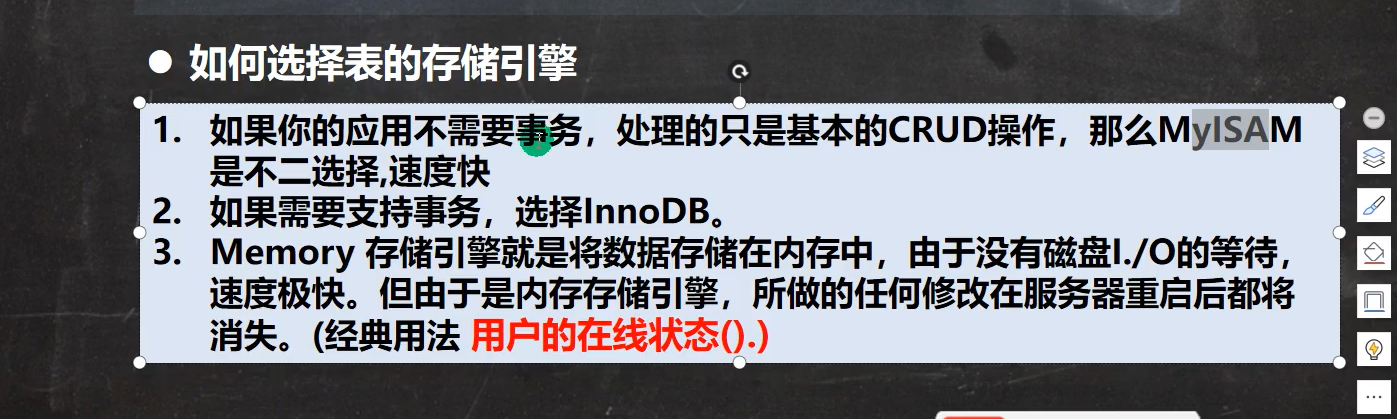 ● 如何选择表的存储引擎
1. 如果你的应用不需要事务，处理的只是基本的CRUD操作，那么MyISAM
是不二选择,速度快
2. 如果需要支持事务，选择InnoDB。
3. Memory 存储引擎就是将数据存储在内存中，由于没有磁盘I./O的等待，
速度极快。但由于是内存存储引擎，所做的任何修改在服务器重启后都将
消失。(经典用法 用户的在线状态().)